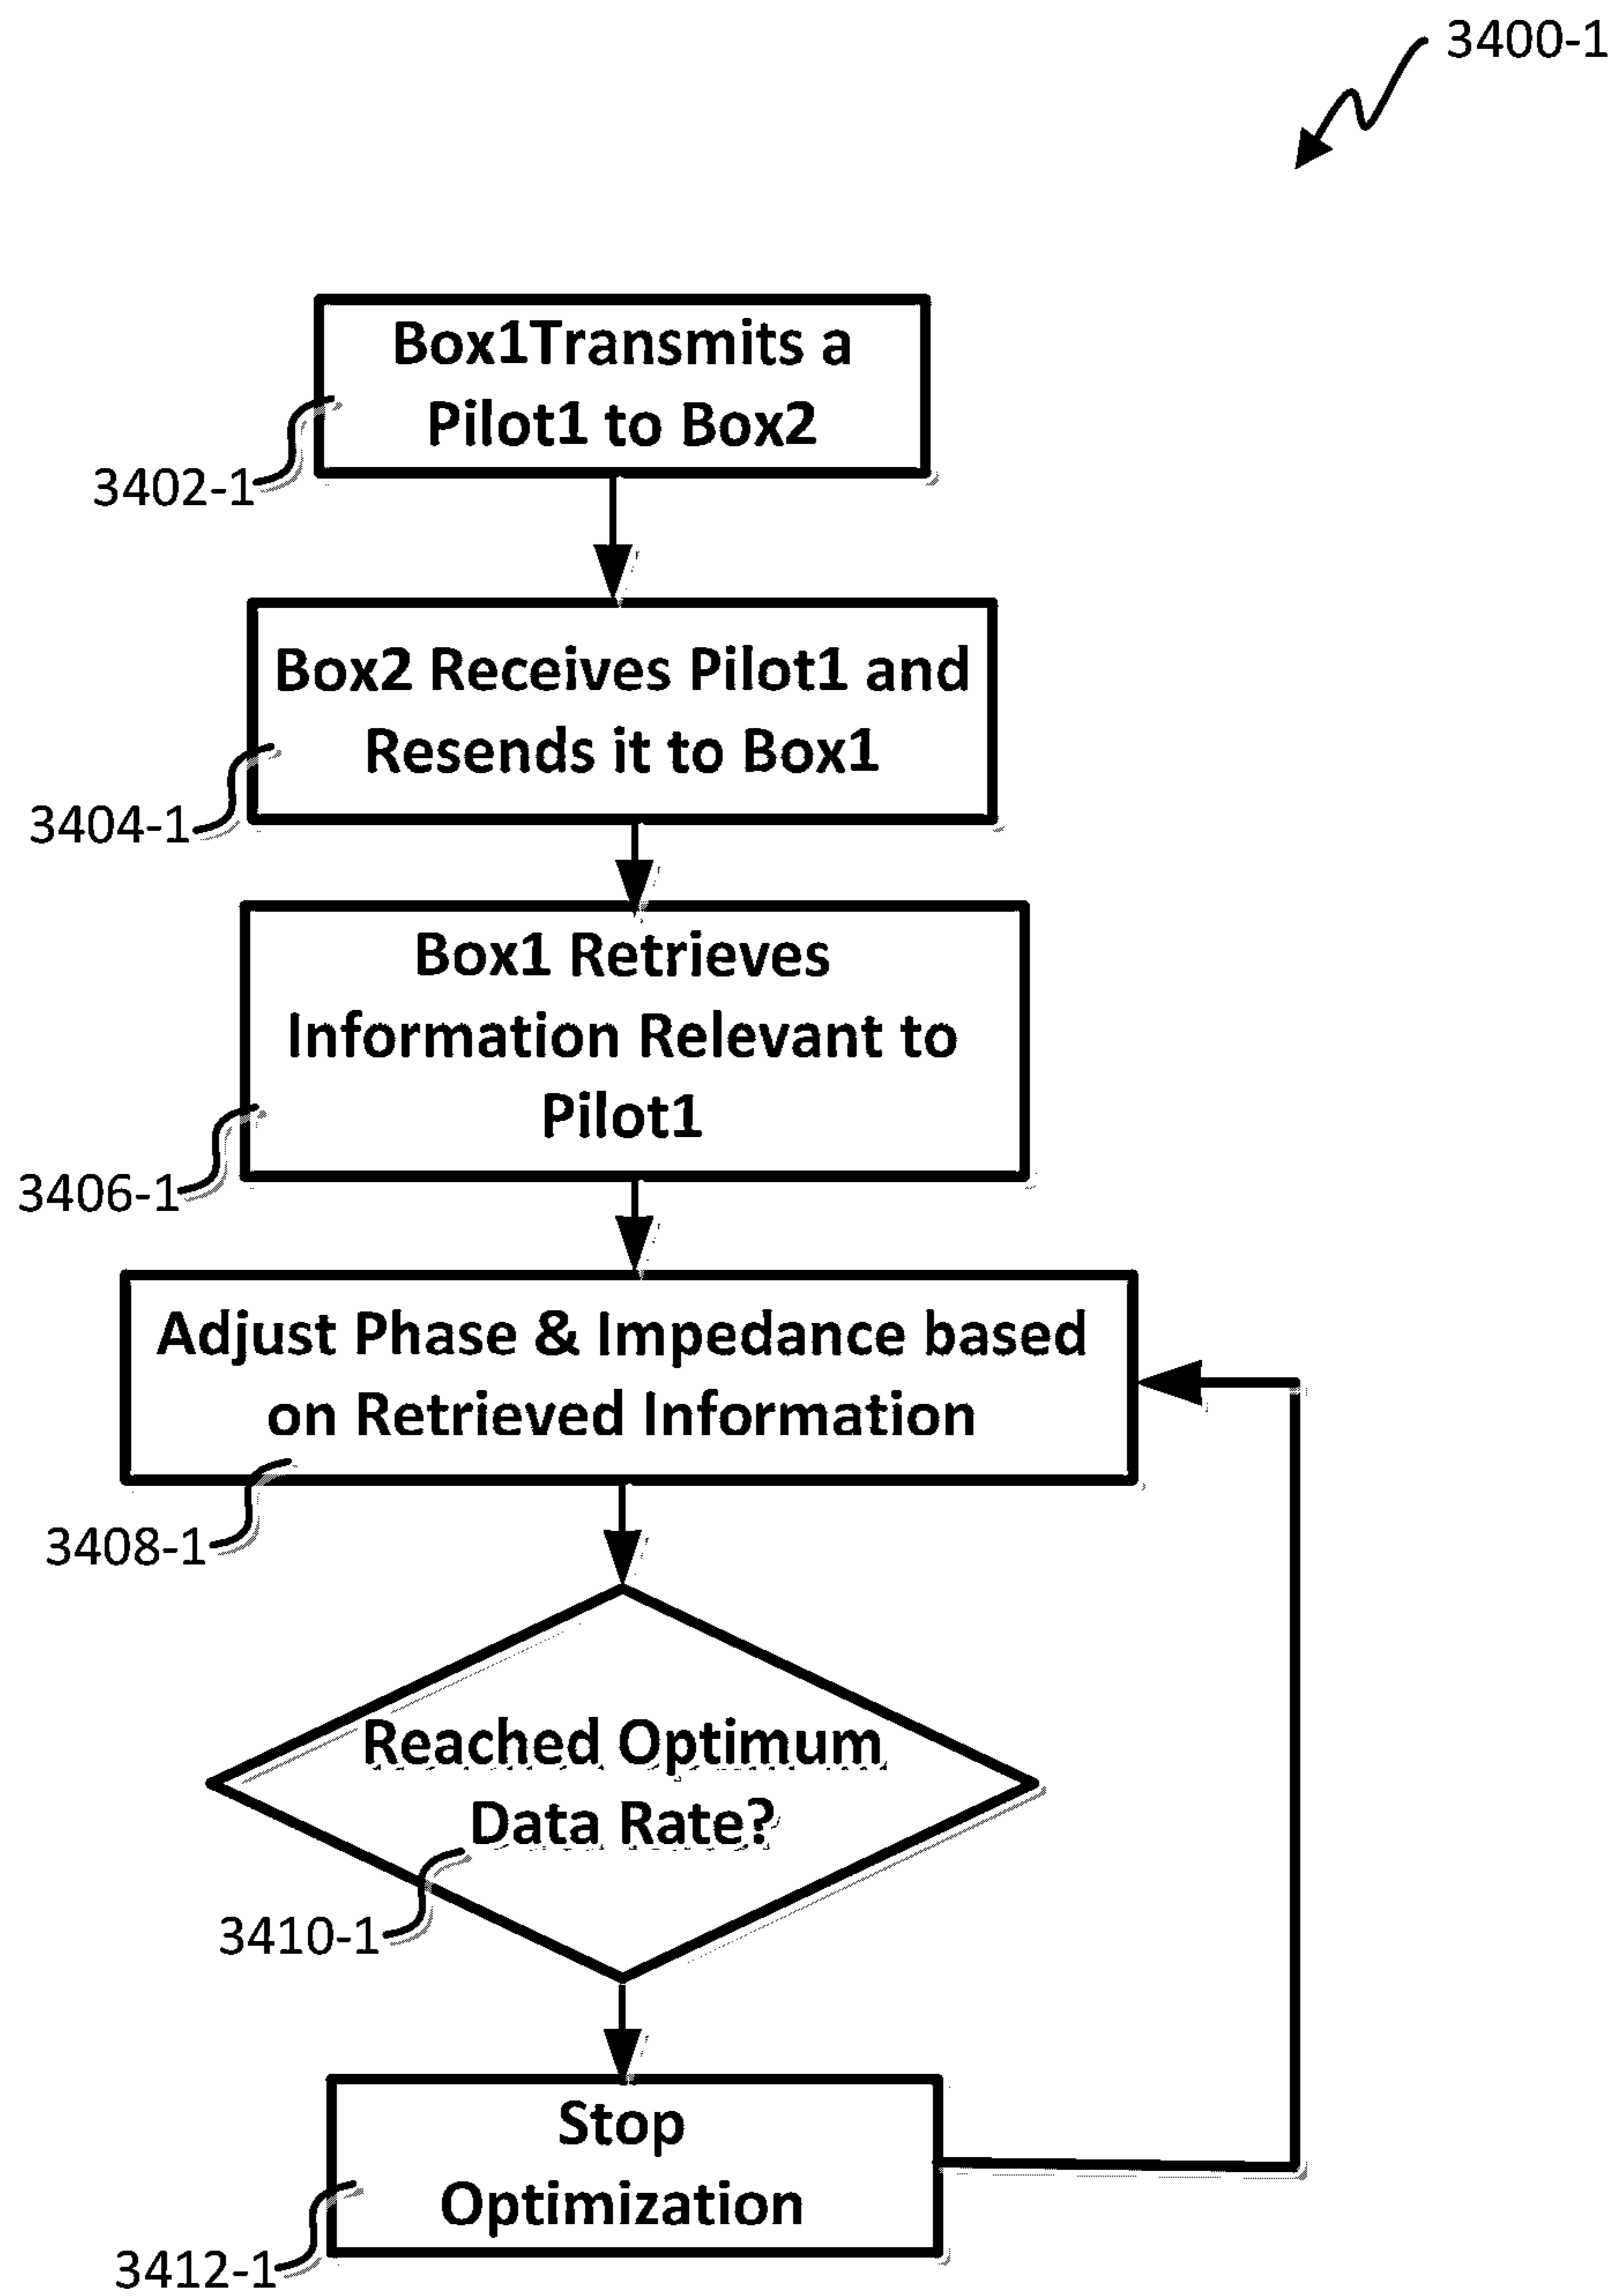 3400-1
Box1Transmits a
Pilot1 to Box2
3402-1
Box2 Receives Pilot1 and
Resends it to Box1
3404-1
Box1 Retrieves
Information Relevant to
Pilot1
3406-1
Adjust Phase & Impedance based
on Retrieved Information
3408-1
Reached Optimum
Data Rate?
3410-1
Stop
Optimization
3412-1